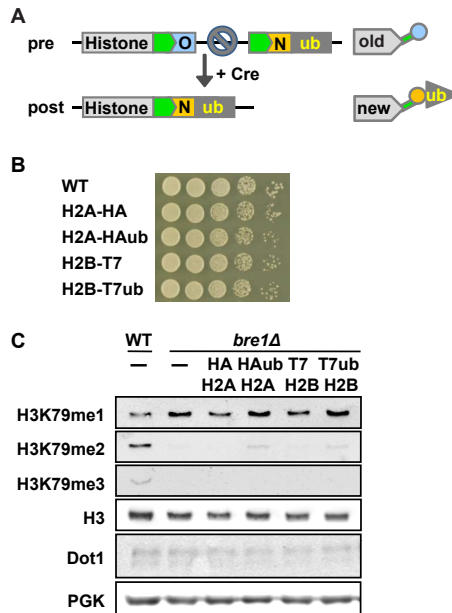 A
pre Histone O N ub old
+ Cre
post Histone N ub new ub
B
WT
H2A-HA
H2A-HAub
H2B-T7
H2B-T7ub
C
WT bre1Δ
– – HA HAub T7 T7ub
H2A H2A H2B H2B
H3K79me1
H3K79me2
H3K79me3
H3
Dot1
PGK